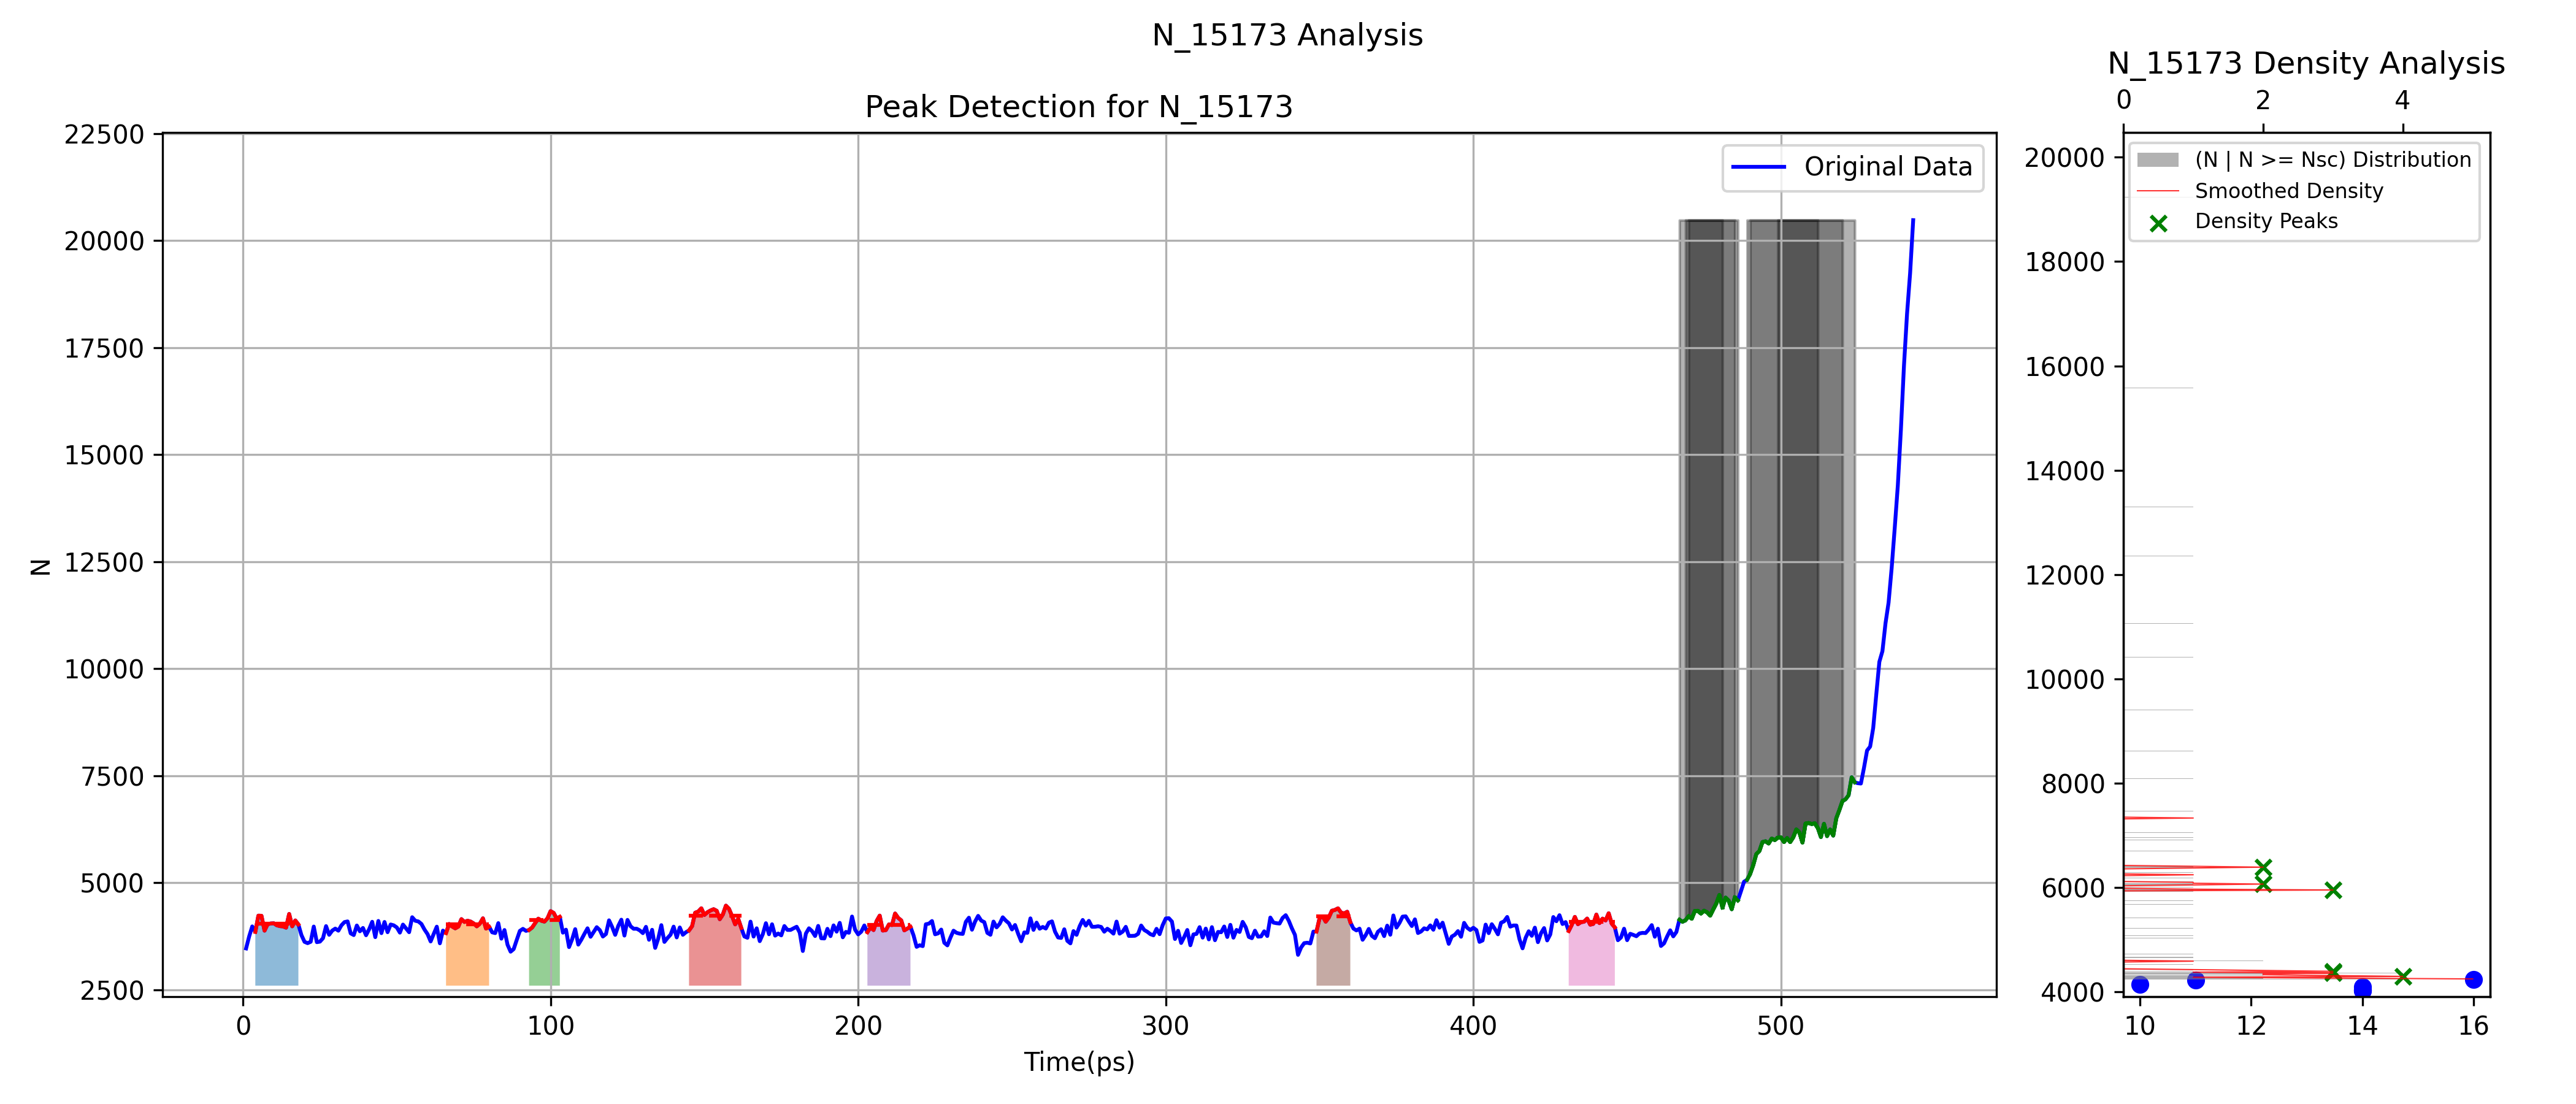 N_15173 Analysis
Peak Detection for N_15173
22500
20000
17500
15000
12500
10000
7500
5000
2500
N
0 100 200 300 400 500
Time(ps)
Original Data
N_15173 Density Analysis
0 2 4
(N | N >= Nsc) Distribution
Smoothed Density
Density Peaks
20000
18000
16000
14000
12000
10000
8000
6000
4000
10 12 14 16